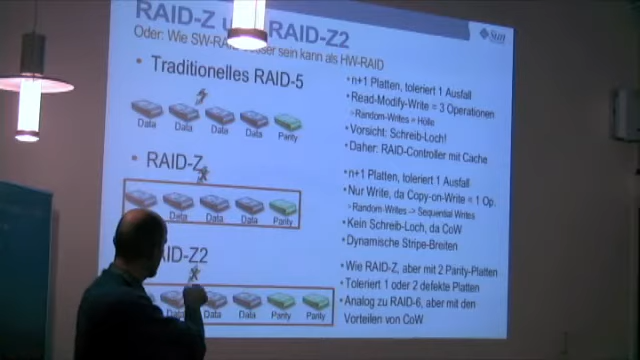 RAID-Z RAID-Z2
Oder: Wie sein kann als HW-RAID
Sun
• Traditionelles RAID-5
Data Data Data Data Parity
• n+1 Platten, toleriert 1 Ausfall
• Read-Modify-Write = 3 Operationen
>Random-Writes = Hölle
• Vorsicht: Schreib-Loch!
• Daher: RAID-Controller mit Cache
• RAID-Z
Data Data Data Parity
• n+1 Platten, toleriert 1 Ausfall
• Nur Write, da Copy-on-Write = 1 Op.
>Random-Writes -> Sequential Writes
• Kein Schreib-Loch, da CoW
• Dynamische Stripe-Breiten
AID-Z2
Data Data Data Parity Parity
• Wie RAID-Z, aber mit 2 Parity-Platten
• Toleriert 1 oder 2 defekte Platten
• Analog zu RAID-6, aber mit den
Vorteilen von CoW